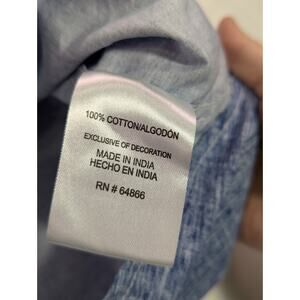 100% COTTON/ALGODÓN
EXCLUSIVE OF DECORATION
MADE IN INDIA
HECHO EN INDIA
RN # 64866